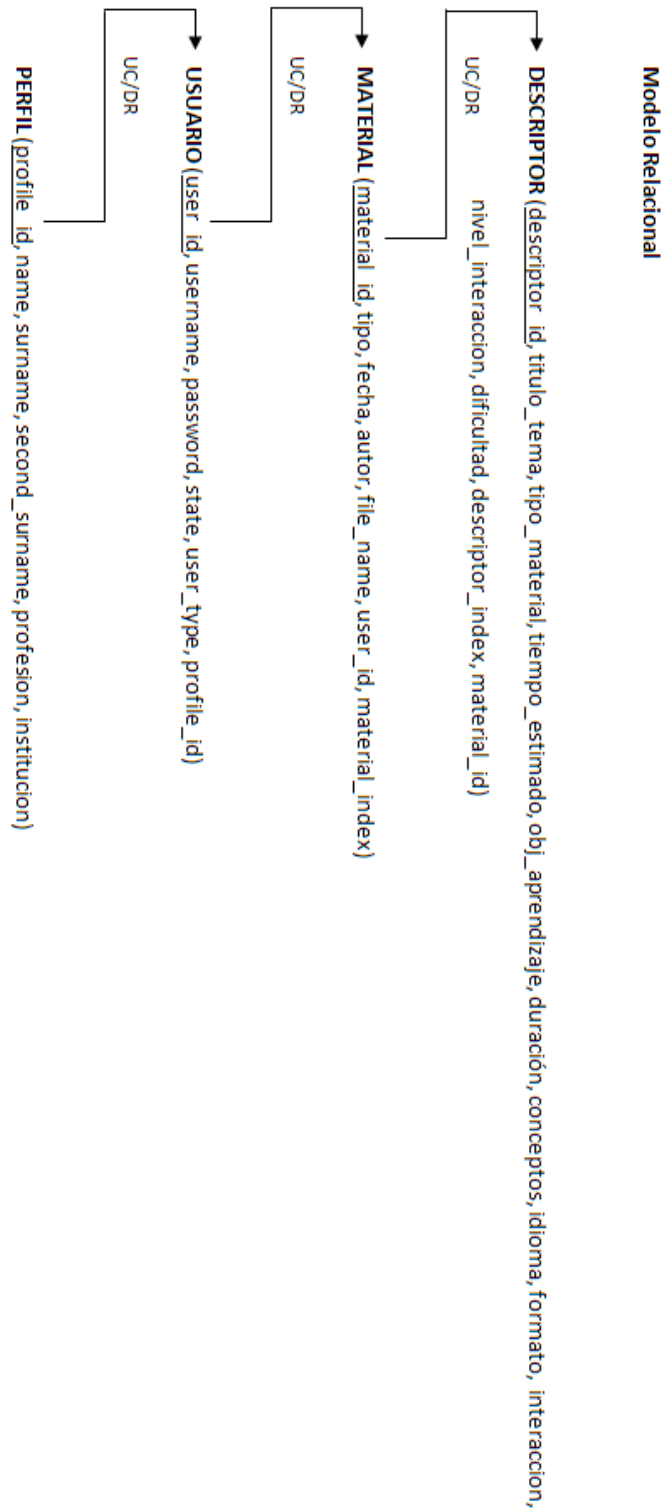 Modelo Relacional
DESCRIPTOR (descriptor_id, titulo_tema, tipo_material, tiempo_estimado, obj_aprendizaje, duración, conceptos, idioma, formato, interaccion,
nivel_interaccion, dificultad, descriptor_index, material_id)
UC/DR
MATERIAL (material_id, tipo, fecha, autor, file_name, user_id, material_index)
UC/DR
USUARIO (user_id, username, password, state, user_type, profile_id)
UC/DR
PERFIL (profile_id, name, surname, second_surname, profesion, institucion)